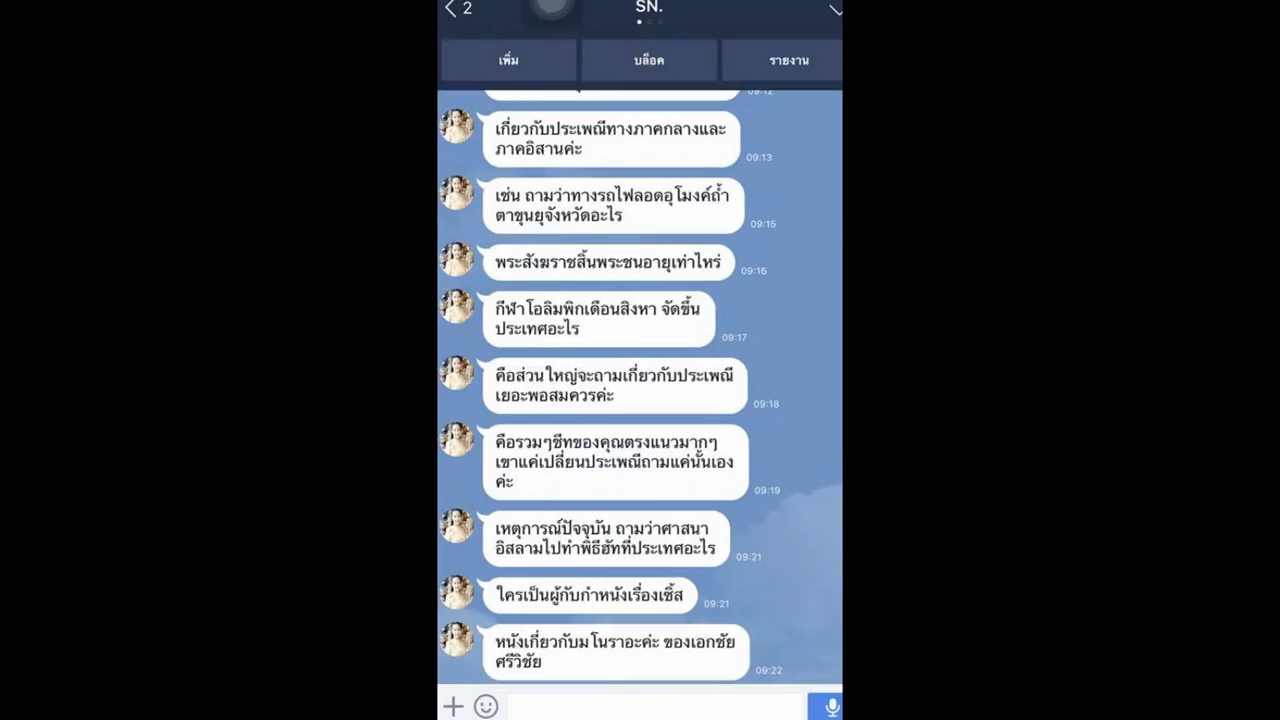 2
SN.
เพิ่ม
บล็อค
รายงาน
09:12
เกี่ยวกับประเพณีทางภาคกลางและ
ภาคอิสานค่ะ
09:13
เช่น ถามว่าทางรถไฟลอดอุโมงค์ถ้ำ
ตาขุนยุจังหวัดอะไร
09:15
พระสังฆราชสิ้นพระชนอายุเท่าไหร่
09:16
กีฬาโอลิมพิกเดือนสิงหา จัดขึ้น
ประเทศอะไร
09:17
คือส่วนใหญ่จะถามเกี่ยวกับประเพณี
เยอะพอสมควรค่ะ
09:18
คือรวมๆชีทของคุณตรงแนวมากๆ
เขาแค่เปลี่ยนประเพณีถามแค่นั้นเอง
ค่ะ
09:19
เหตุการณ์ปัจจุบัน ถามว่าศาสนา
อิสลามไปทำพิธีฮัทที่ประเทศอะไร
09:21
ใครเป็นผู้กับกำหนังเรื่องเซิ้ส
09:21
หนังเกี่ยวกับมโนราอะค่ะ ของเอกชัย
ศรีวิชัย
09:22